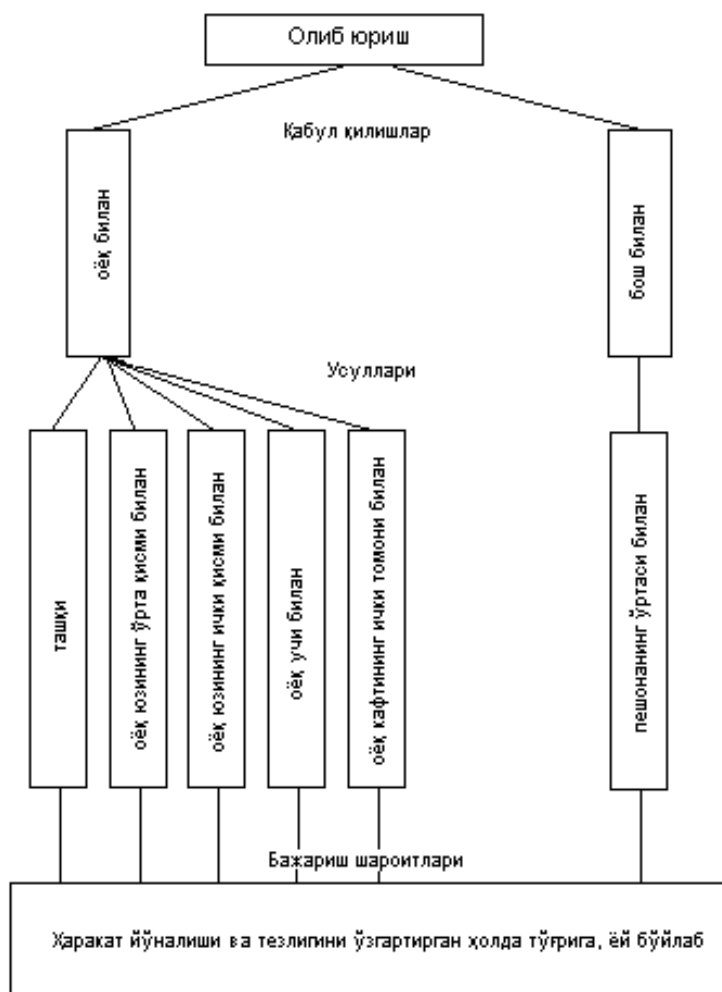 Олиб юриш
Қабул қилишлар
оёқ билан
бош билан
Усуллари
ташқи
оёқ юзининг ўрта қисми билан
оёқ юзининг ички қисми билан
оёқ учи билан
оёқ кафтининг ички томони билан
пешонанинг ўртаси билан
Бажариш шароитлари
Ҳаракат йўналиши ва тезлигини ўзгартирган ҳолда тўғрига, ёй бўйлаб